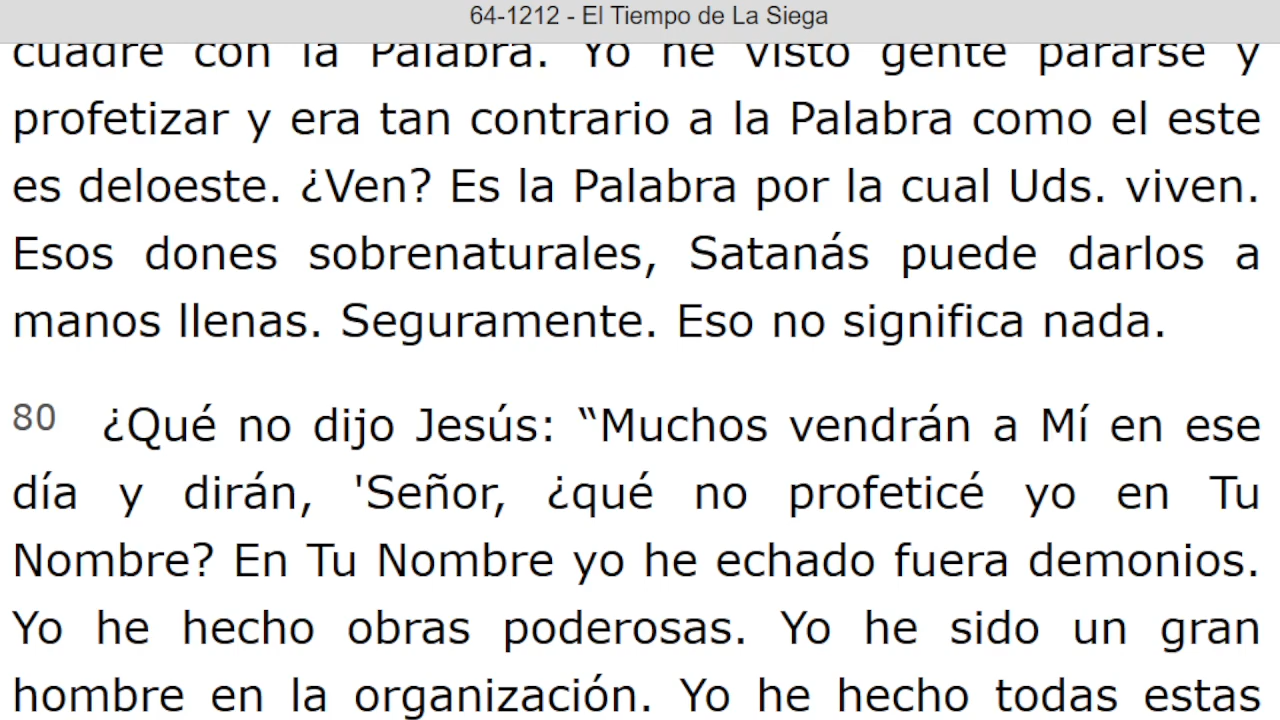 64-1212 - El Tiempo de La Siega
cuadre con la Palabra. Yo he visto gente pararse y
profetizar y era tan contrario a la Palabra como el este
es deloeste. ¿Ven? Es la Palabra por la cual Uds. viven.
Esos dones sobrenaturales, Satanás puede darlos a
manos llenas. Seguramente. Eso no significa nada.
80 ¿Qué no dijo Jesús: “Muchos vendrán a Mí en ese
día y dirán, 'Señor, ¿qué no profeticé yo en Tu
Nombre? En Tu Nombre yo he echado fuera demonios.
Yo he hecho obras poderosas. Yo he sido un gran
hombre en la organización. Yo he hecho todas estas